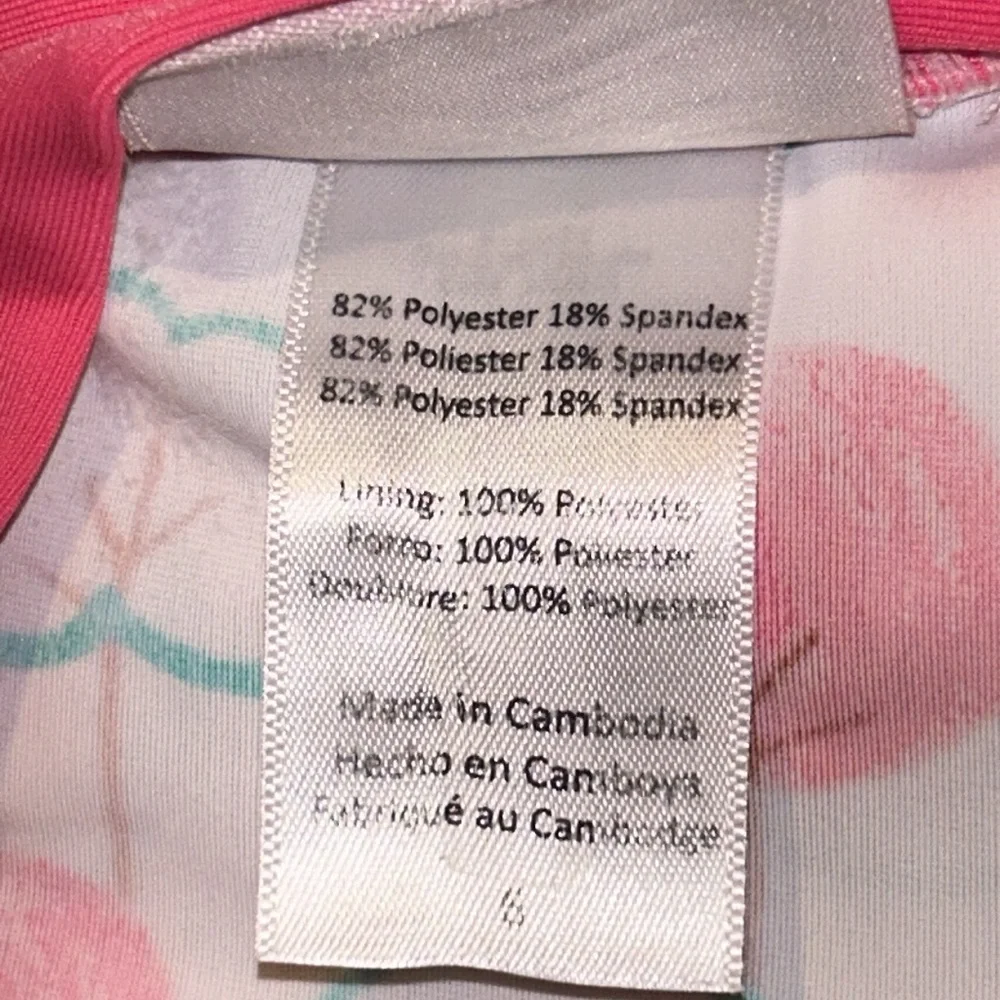 82% Polyester 18% Spandex
82% Poliester 18% Spandex
82% Polyester 18% Spandex
Lining: 100% Polyester
Forro: 100% Poliester
Doublure: 100% Polyester
Made in Cambodia
Hecho en Camboya
Fabriqué au Cambodge
6